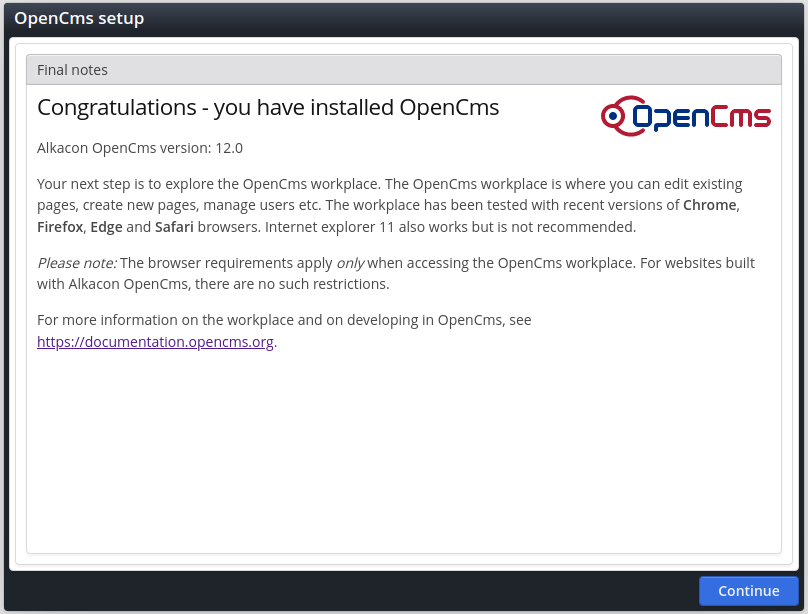 OpenCms setup
Final notes
Congratulations - you have installed OpenCms
OpenCms
Alkacon OpenCms version: 12.0
Your next step is to explore the OpenCms workplace. The OpenCms workplace is where you can edit existing
pages, create new pages, manage users etc. The workplace has been tested with recent versions of Chrome,
Firefox, Edge and Safari browsers. Internet explorer 11 also works but is not recommended.
Please note: The browser requirements apply only when accessing the OpenCms workplace. For websites built
with Alkacon OpenCms, there are no such restrictions.
For more information on the workplace and on developing in OpenCms, see
https://documentation.opencms.org.
Continue